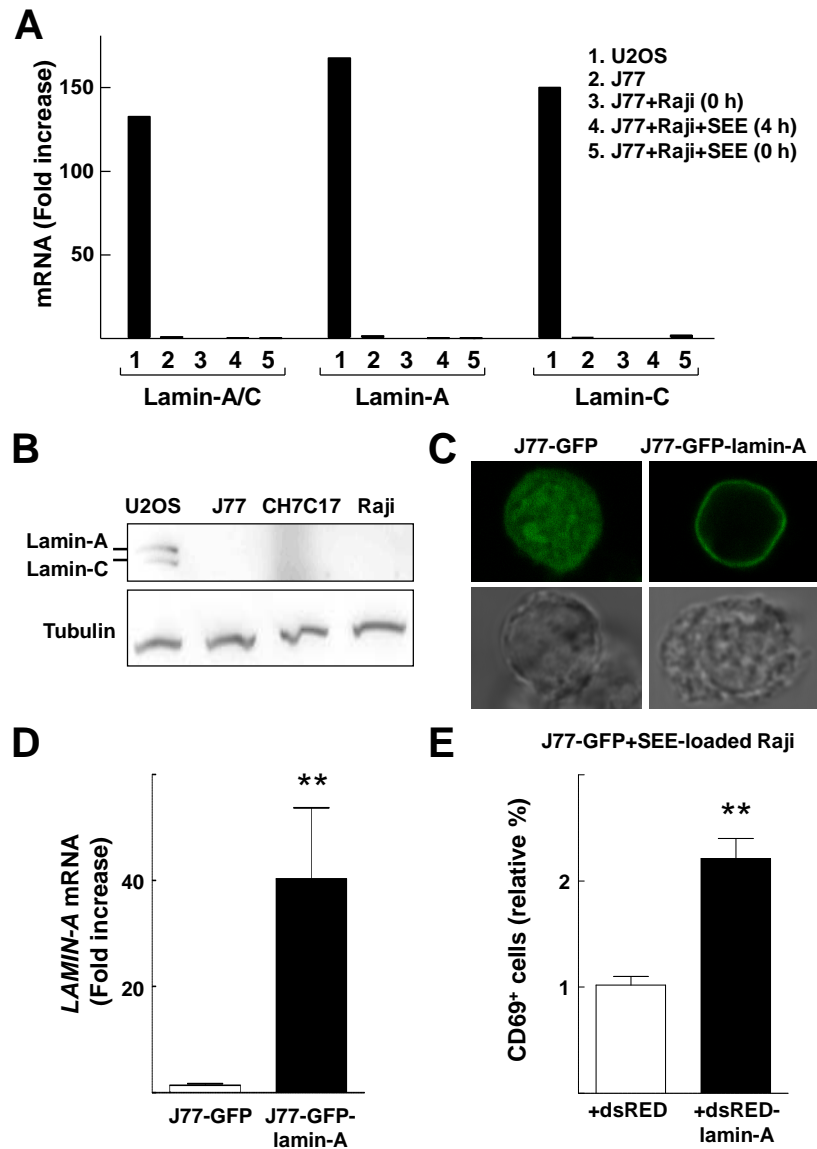 A
mRNA (Fold increase)
150
100
50
1. U2OS
2. J77
3. J77+Raji (0 h)
4. J77+Raji+SEE (4 h)
5. J77+Raji+SEE (0 h)
1 2 3 4 5 1 2 3 4 5 1 2 3 4 5
Lamin-A/C Lamin-A Lamin-C
B
U2OS J77 CH7C17 Raji
Lamin-A
Lamin-C
Tubulin
C
J77-GFP J77-GFP-lamin-A
D
LAMIN-A mRNA
(Fold increase)
40
20
**
J77-GFP J77-GFP-
lamin-A
E
J77-GFP+SEE-loaded Raji
CD69⁺ cells (relative %)
2
1
**
+dsRED +dsRED-
lamin-A